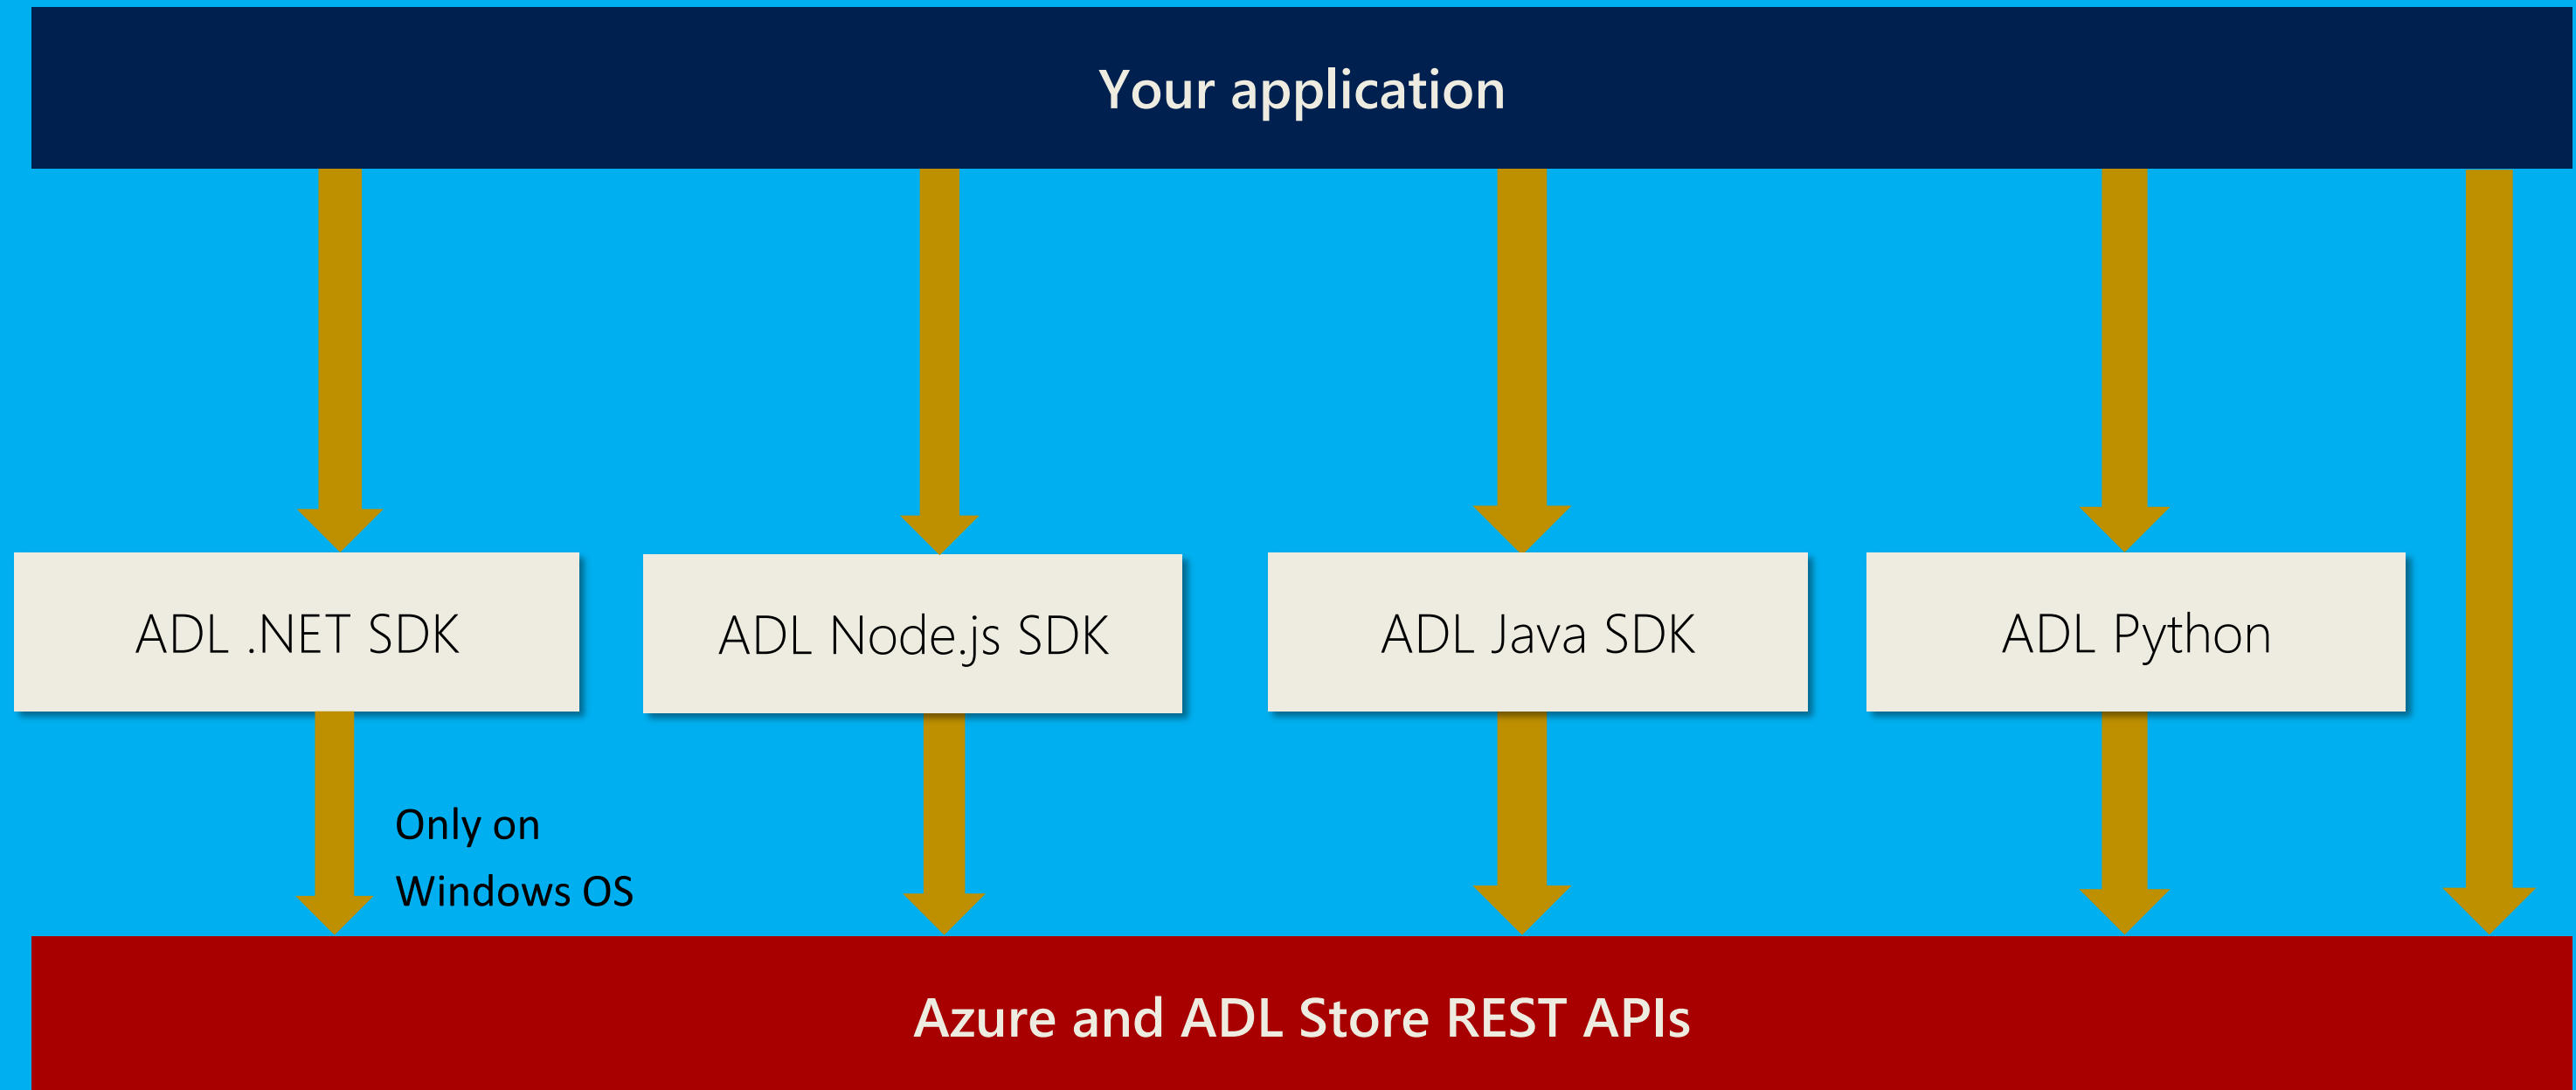 Your application
ADL .NET SDK
ADL Node.js SDK
ADL Java SDK
ADL Python
Only on
Windows OS
Azure and ADL Store REST APIs